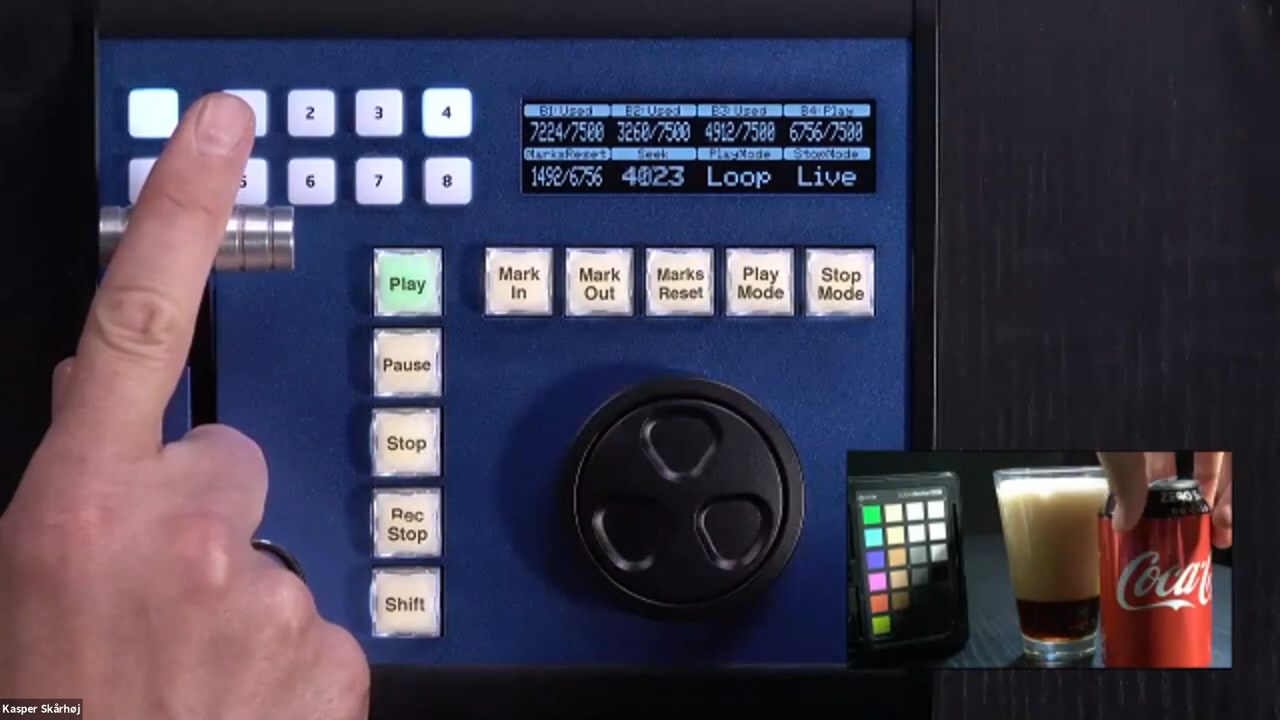 2
3
4
5
6
7
8
B1:Used
B2:Used
B3:Used
B4:Play
7224/7500
3260/7500
4912/7500
6756/7500
MarksReset
Seek
PlayMode
StopMode
1492/6756
4023
Loop
Live
Play
Mark
In
Mark
Out
Marks
Reset
Play
Mode
Stop
Mode
Pause
Stop
Rec
Stop
Shift
ZERO
Coca
Kasper Skårhøj